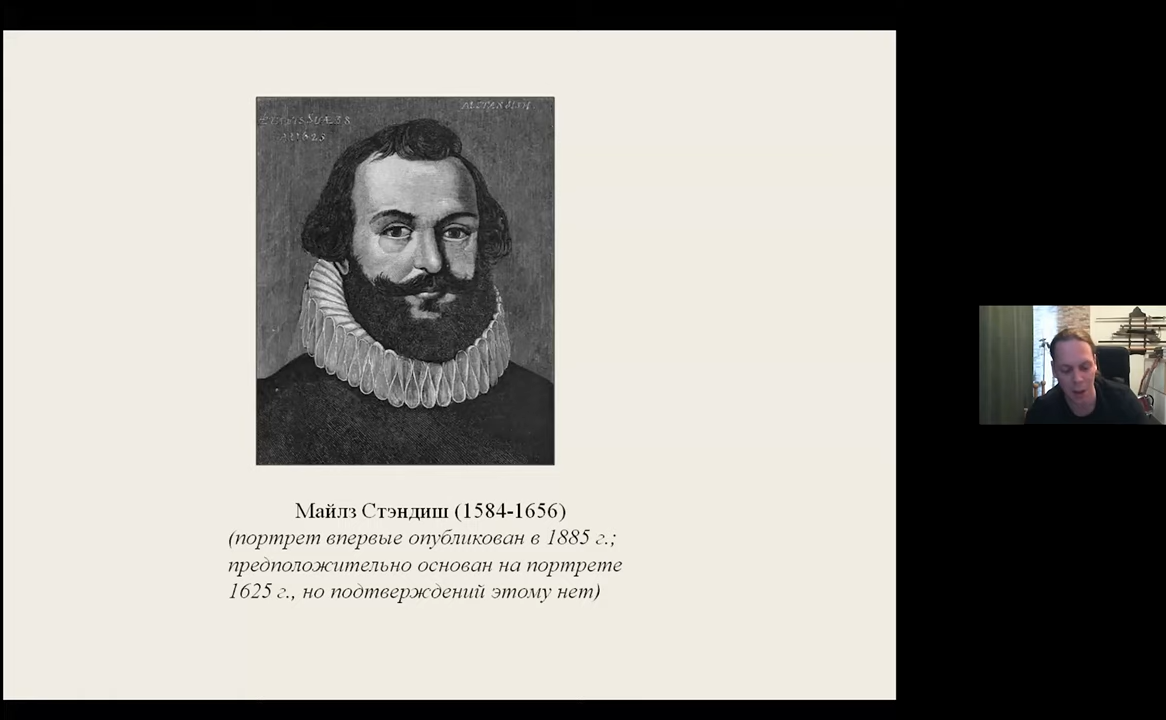 Майлз Стэндиш (1584-1656)
(портрет впервые опубликован в 1885 г.;
предположительно основан на портрете
1625 г., но подтверждений этому нет)